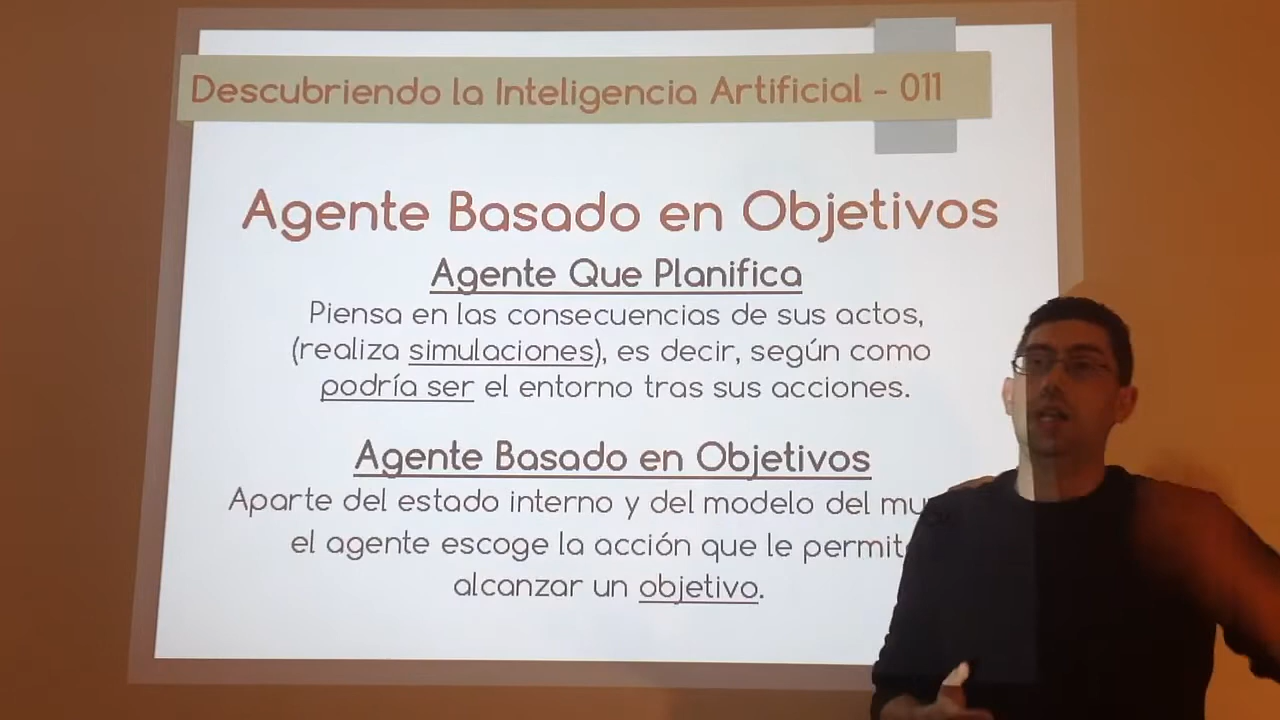 Descubriendo la Inteligencia Artificial - 011
Agente Basado en Objetivos
Agente Que Planifica
Piensa en las consecuencias de sus actos,
(realiza simulaciones), es decir, según como
podría ser el entorno tras sus acciones.
Agente Basado en Objetivos
Aparte del estado interno y del modelo del
el agente escoge la acción que le
alcanzar un objetivo.